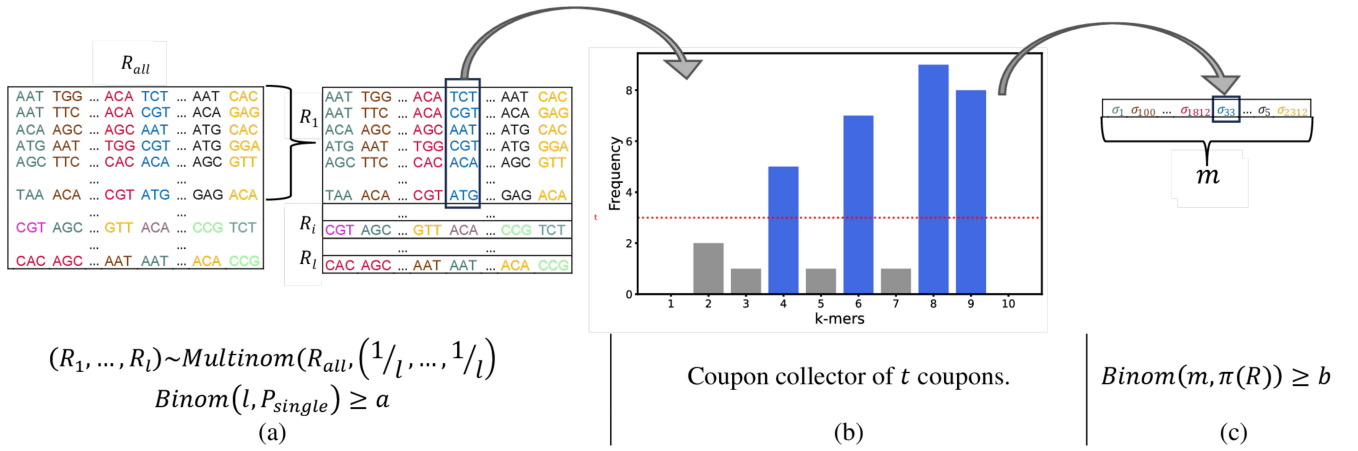 R_all
AAT TGG ... ACA TCT ... AAT CAC
AAT TTC ... ACA CGT ... ACA GAG
ACA AGC ... AGC AAT ... ATG CAC
ATG AAT ... TGG CGT ... ATG GGA
AGC TTC ... CAC ACA ... AGC GTT
...
TAA ACA ... CGT ATG ... GAG ACA
...
CGT AGC ... GTT ACA ... CCG TCT
...
CAC AGC ... AAT AAT ... ACA CCG
R_1
AAT TGG ... ACA TCT ... AAT CAC
AAT TTC ... ACA CGT ... ACA GAG
ACA AGC ... AGC AAT ... ATG CAC
ATG AAT ... TGG CGT ... ATG GGA
AGC TTC ... CAC ACA ... AGC GTT
...
TAA ACA ... CGT ATG ... GAG ACA
...
R_i CGT AGC ... GTT ACA ... CCG TCT
...
R_l CAC AGC ... AAT AAT ... ACA CCG
(R_1, ... , R_l)~Multinom(R_all, (1/l, ... , 1/l)
Binom(l, P_single) ≥ a
(a)
Frequency
8
6
4
t
2
0
1 2 3 4 5 6 7 8 9 10
k-mers
Coupon collector of t coupons.
(b)
σ_1 σ_100 ... σ_1812 σ_33 ... σ_5 σ_2312
m
Binom(m, π(R)) ≥ b
(c)